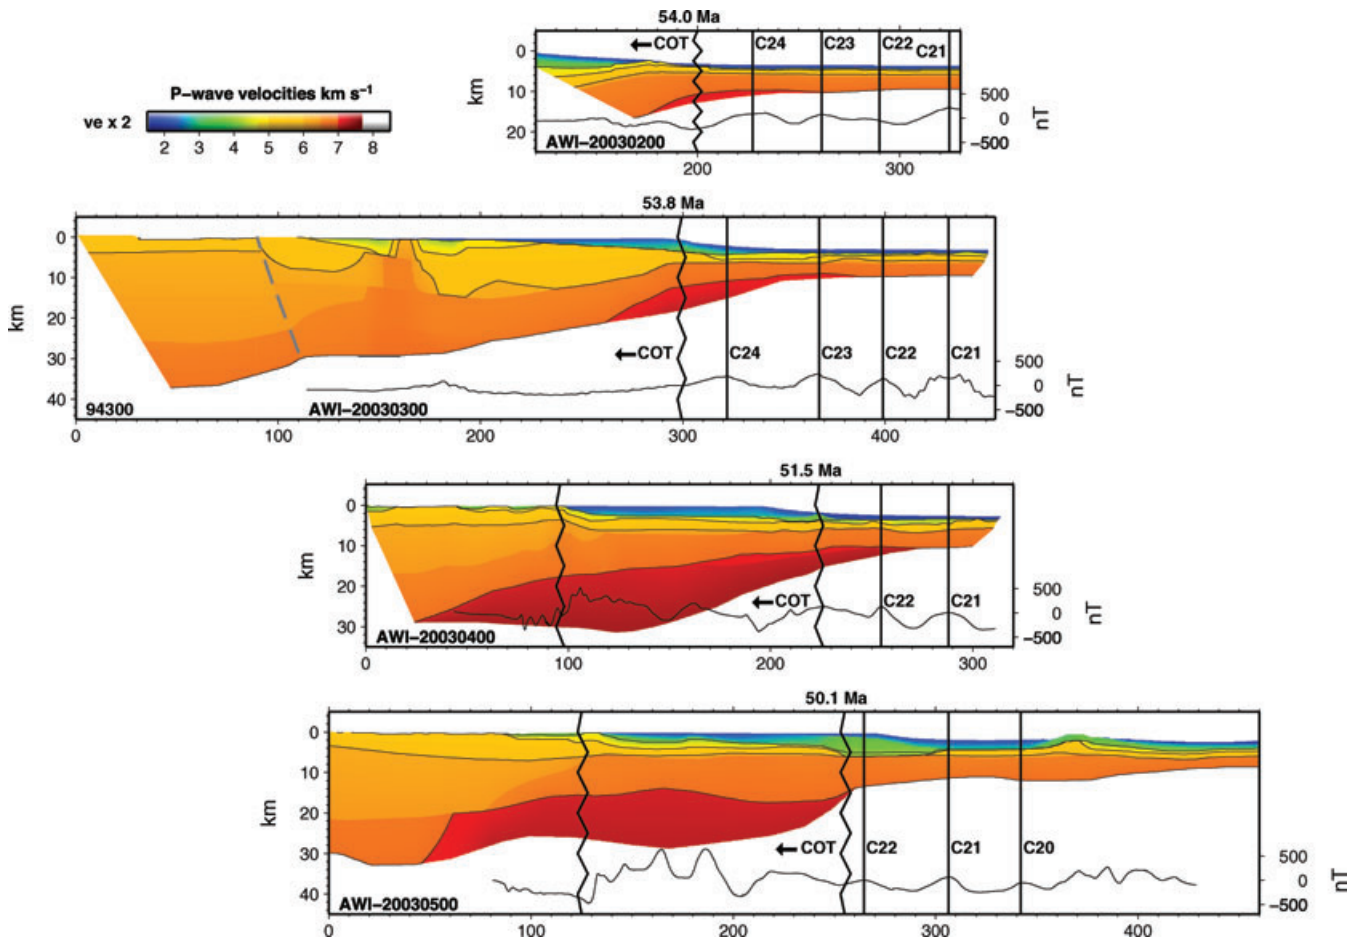 54.0 Ma
COT C24 C23 C22 C21
0
10
20
km
500
0
-500
nT
AWI-20030200
200 300
P-wave velocities km s⁻¹
ve x 2
2 3 4 5 6 7 8
53.8 Ma
0
10
20
30
40
km
COT C24 C23 C22 C21
500
0
-500
nT
94300 AWI-20030300
0 100 200 300 400
51.5 Ma
0
10
20
30
km
COT C22 C21
500
0
-500
nT
AWI-20030400
0 100 200 300
50.1 Ma
0
10
20
30
40
km
COT C22 C21 C20
500
0
-500
nT
AWI-20030500
0 100 200 300 400